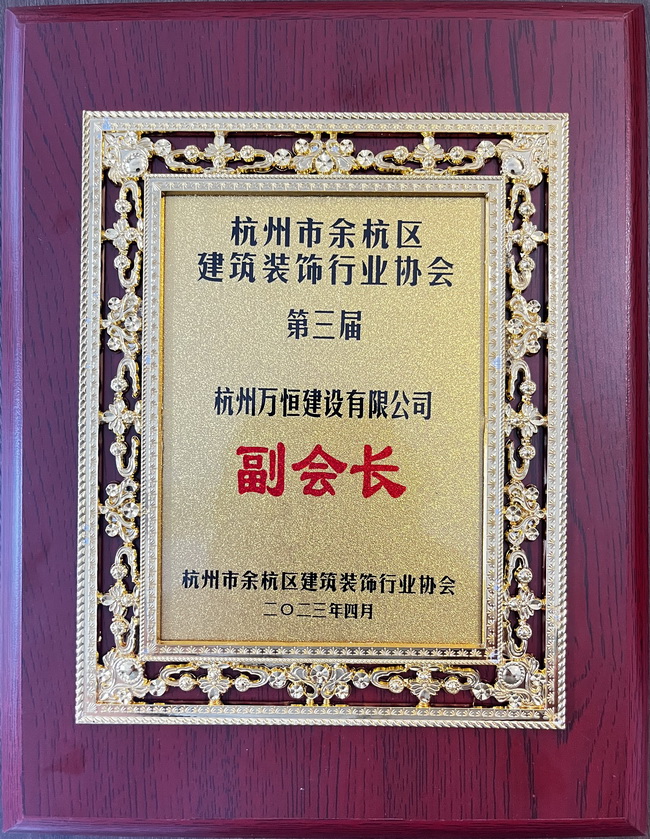 杭州市余杭区
建筑装饰行业协会
第三届
杭州万恒建设有限公司
副会长
杭州市余杭区建筑装饰行业协会
二〇二三年四月